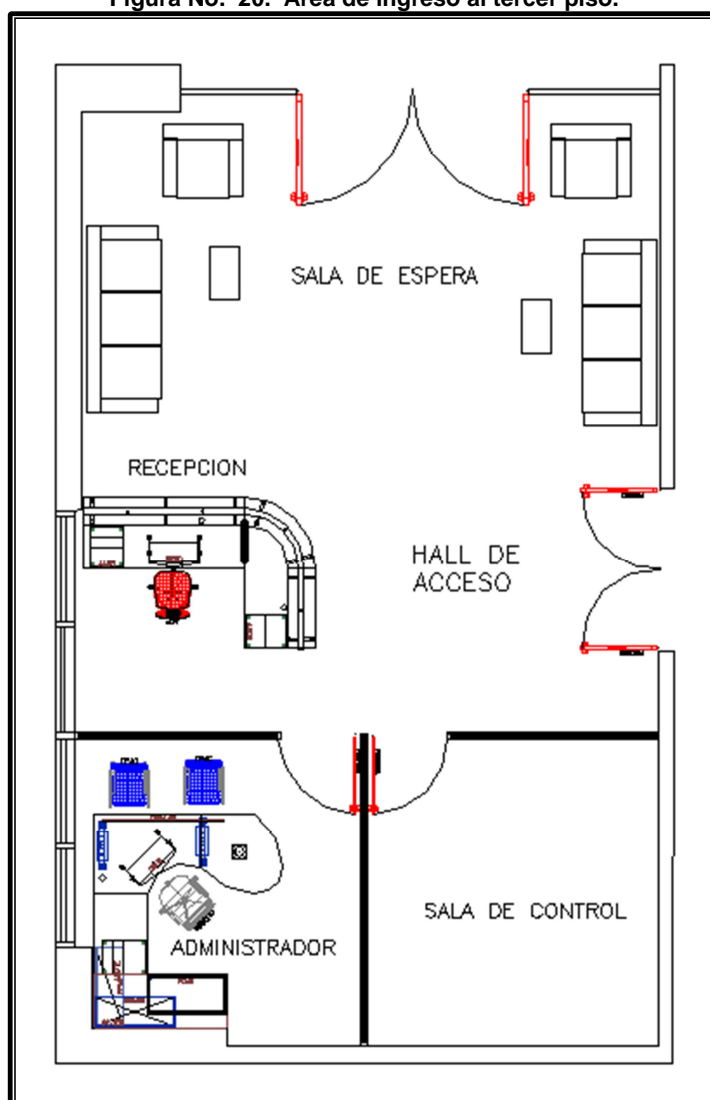 Figura No. 20. Área de ingreso al tercer piso.
SALA DE ESPERA
RECEPCION
HALL DE
ACCESO
SALA DE CONTROL
ADMINISTRADOR